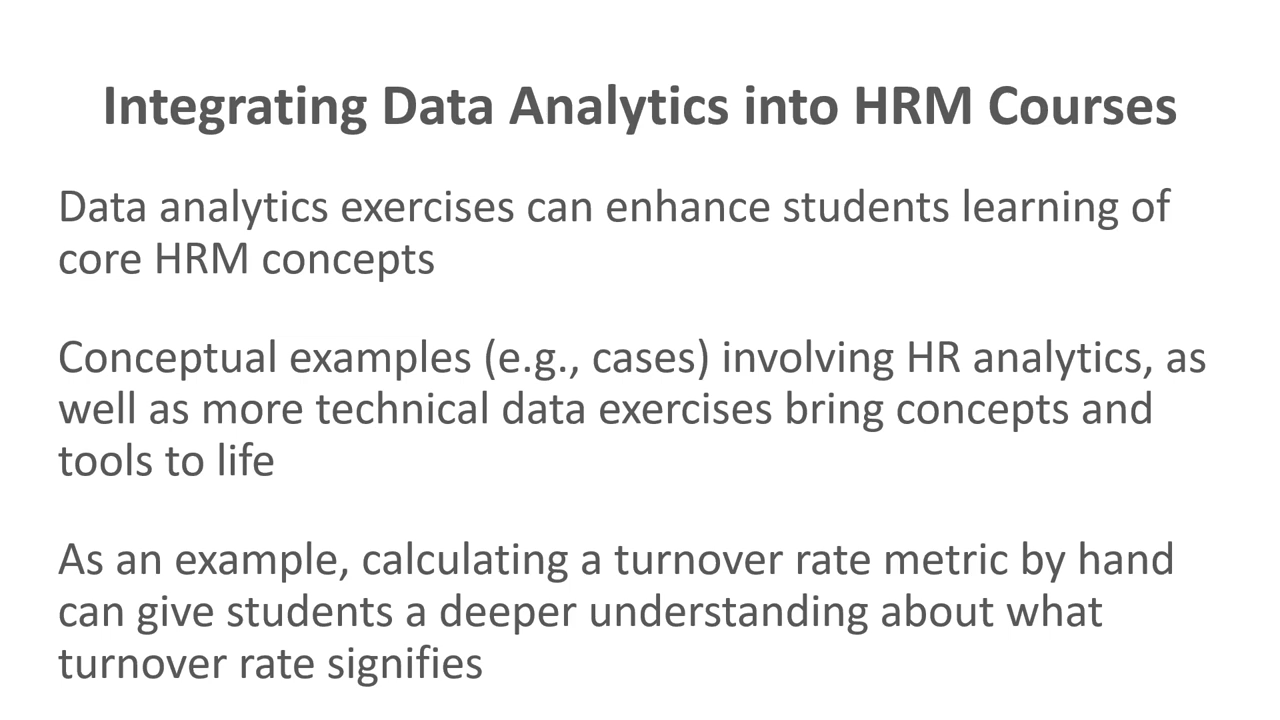 Integrating Data Analytics into HRM Courses
Data analytics exercises can enhance students learning of
core HRM concepts
Conceptual examples (e.g., cases) involving HR analytics, as
well as more technical data exercises bring concepts and
tools to life
As an example, calculating a turnover rate metric by hand
can give students a deeper understanding about what
turnover rate signifies